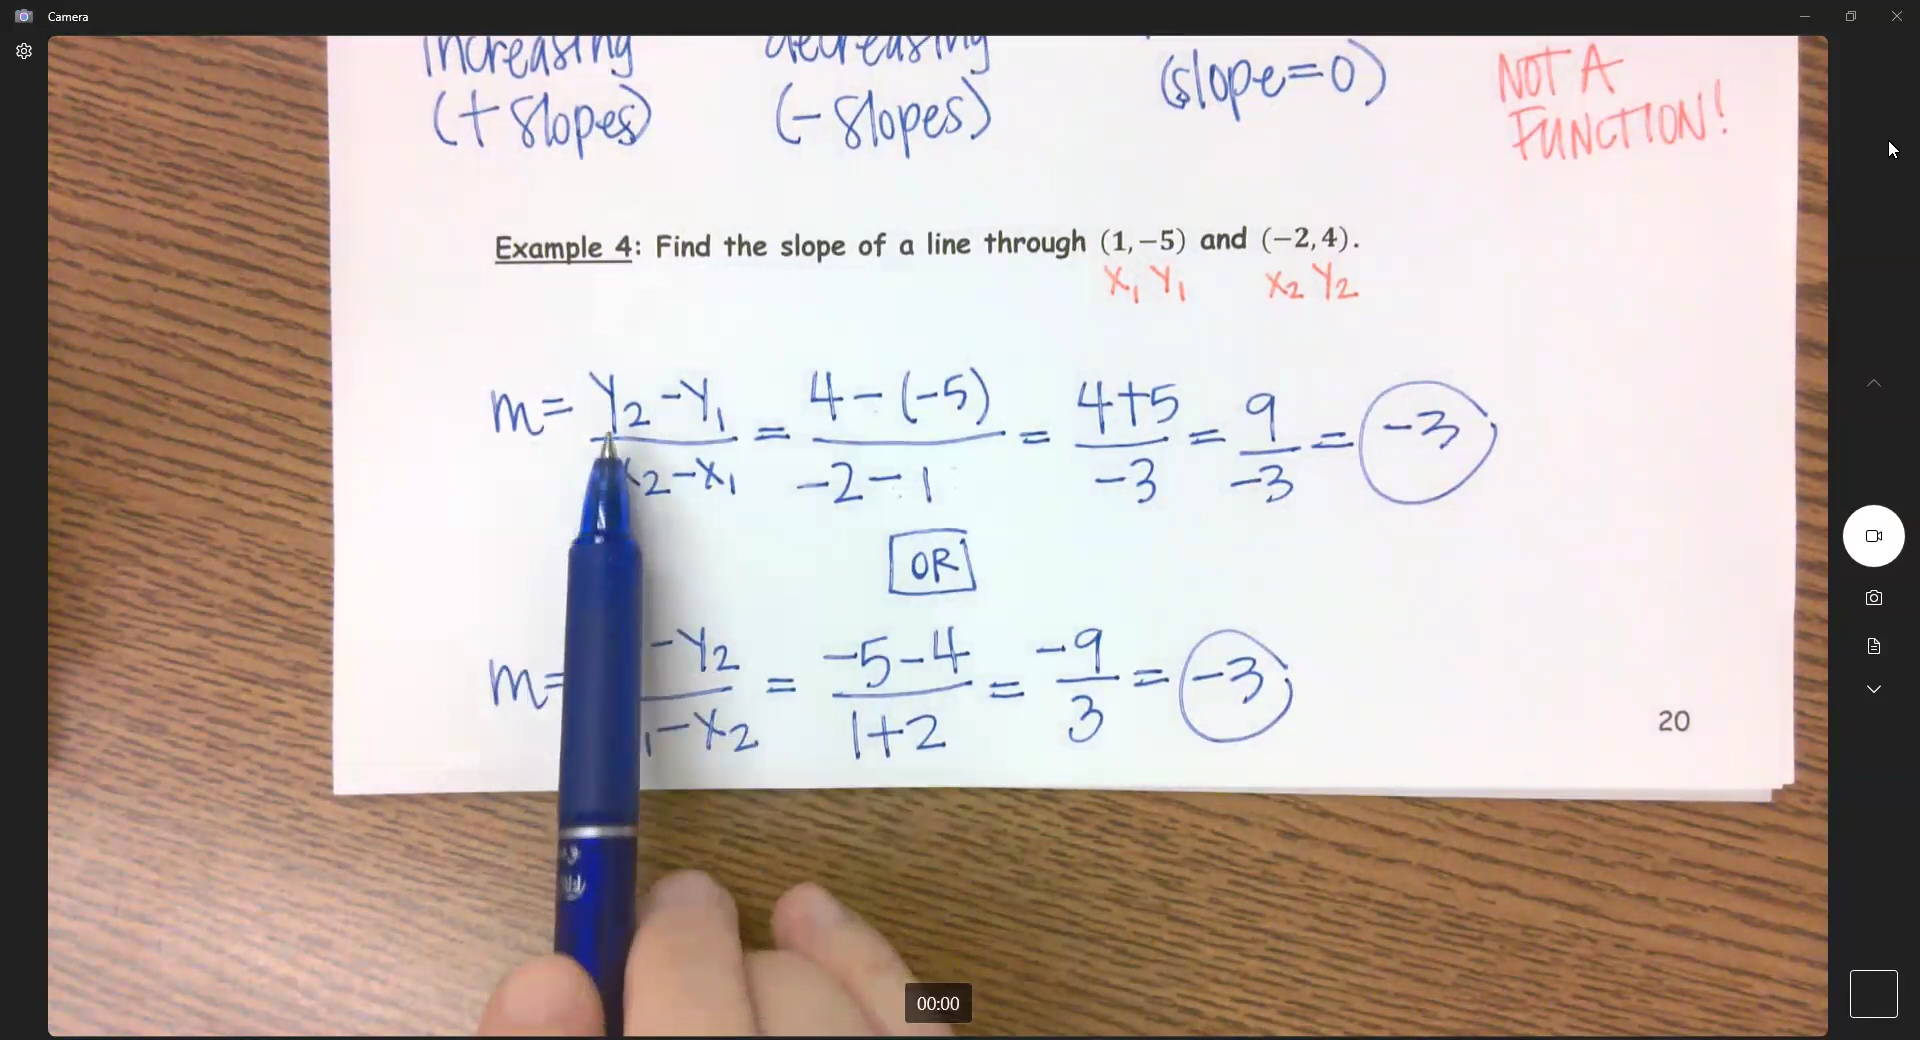 Camera
increasing decreasing
(+ slopes) (- slopes) (slope=0) NOT A
FUNCTION!
Example 4: Find the slope of a line through (1,−5) and (−2,4).
X₁ Y₁ X₂ Y₂
m= Y₂-Y₁ / X₂-X₁ = 4-(-5) / -2-1 = 4+5 / -3 = 9 / -3 = -3
OR
m= -Y₂ / ₁-X₂ = -5-4 / 1+2 = -9 / 3 = -3
20
00:00